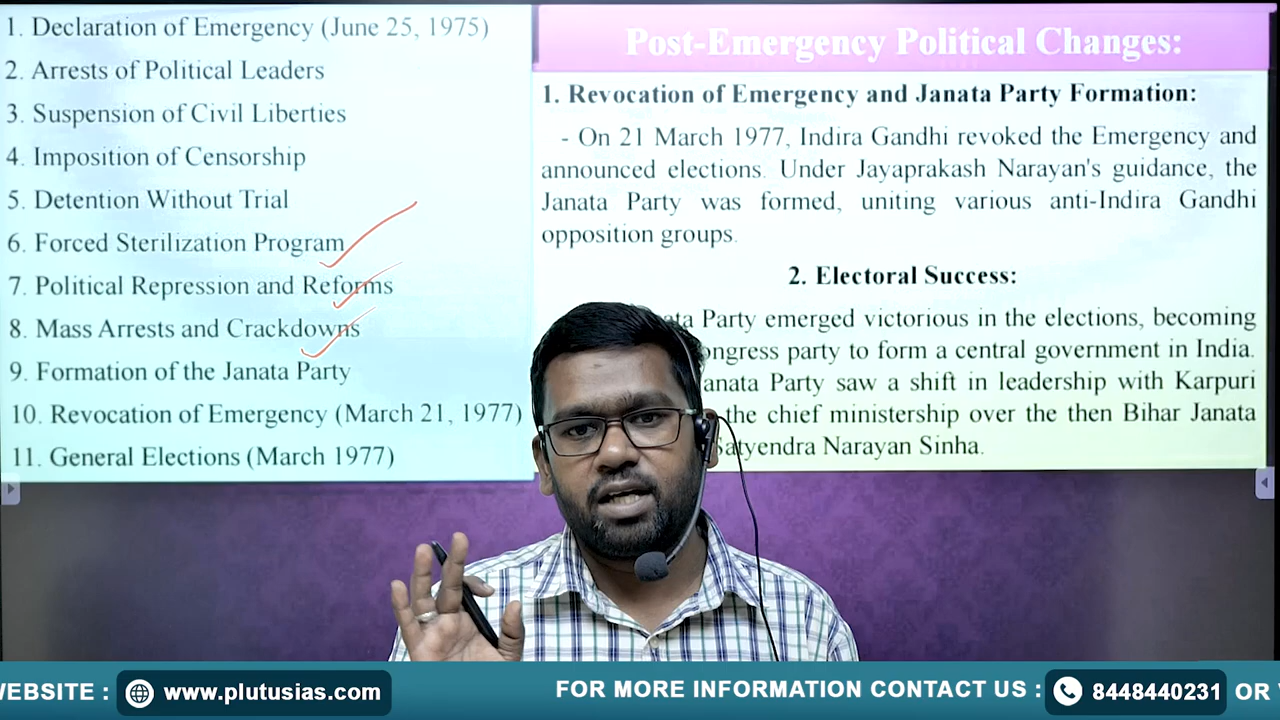 1. Declaration of Emergency (June 25, 1975)
2. Arrests of Political Leaders
3. Suspension of Civil Liberties
4. Imposition of Censorship
5. Detention Without Trial
6. Forced Sterilization Program
7. Political Repression and Reforms
8. Mass Arrests and Crackdowns
9. Formation of the Janata Party
10. Revocation of Emergency (March 21, 1977)
11. General Elections (March 1977)
Post-Emergency Political Changes:
1. Revocation of Emergency and Janata Party Formation:
- On 21 March 1977, Indira Gandhi revoked the Emergency and
announced elections. Under Jayaprakash Narayan's guidance, the
Janata Party was formed, uniting various anti-Indira Gandhi
opposition groups.
2. Electoral Success:
ata Party emerged victorious in the elections, becoming
ongress party to form a central government in India.
anata Party saw a shift in leadership with Karpuri
the chief ministership over the then Bihar Janata
Satyendra Narayan Sinha.
WEBSITE : www.plutusias.com
FOR MORE INFORMATION CONTACT US : 8448440231 OR